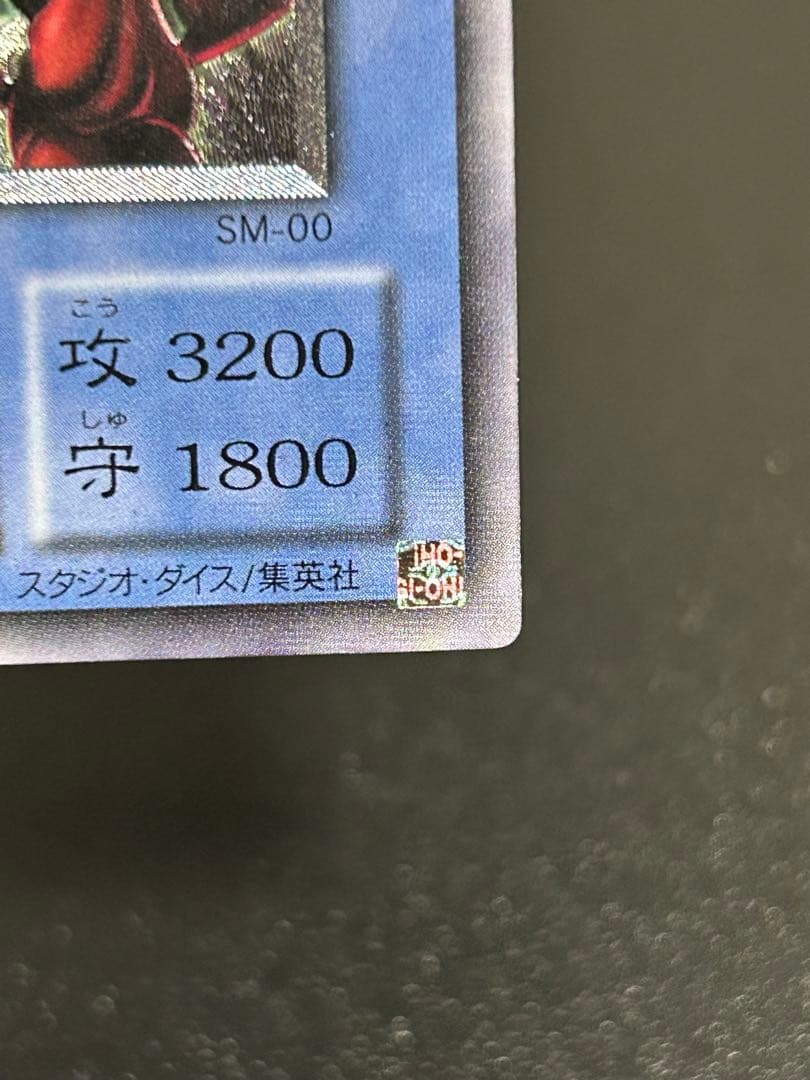 SM-00
こう
攻 3200
しゅ
守 1800
スタジオ・ダイス/集英社